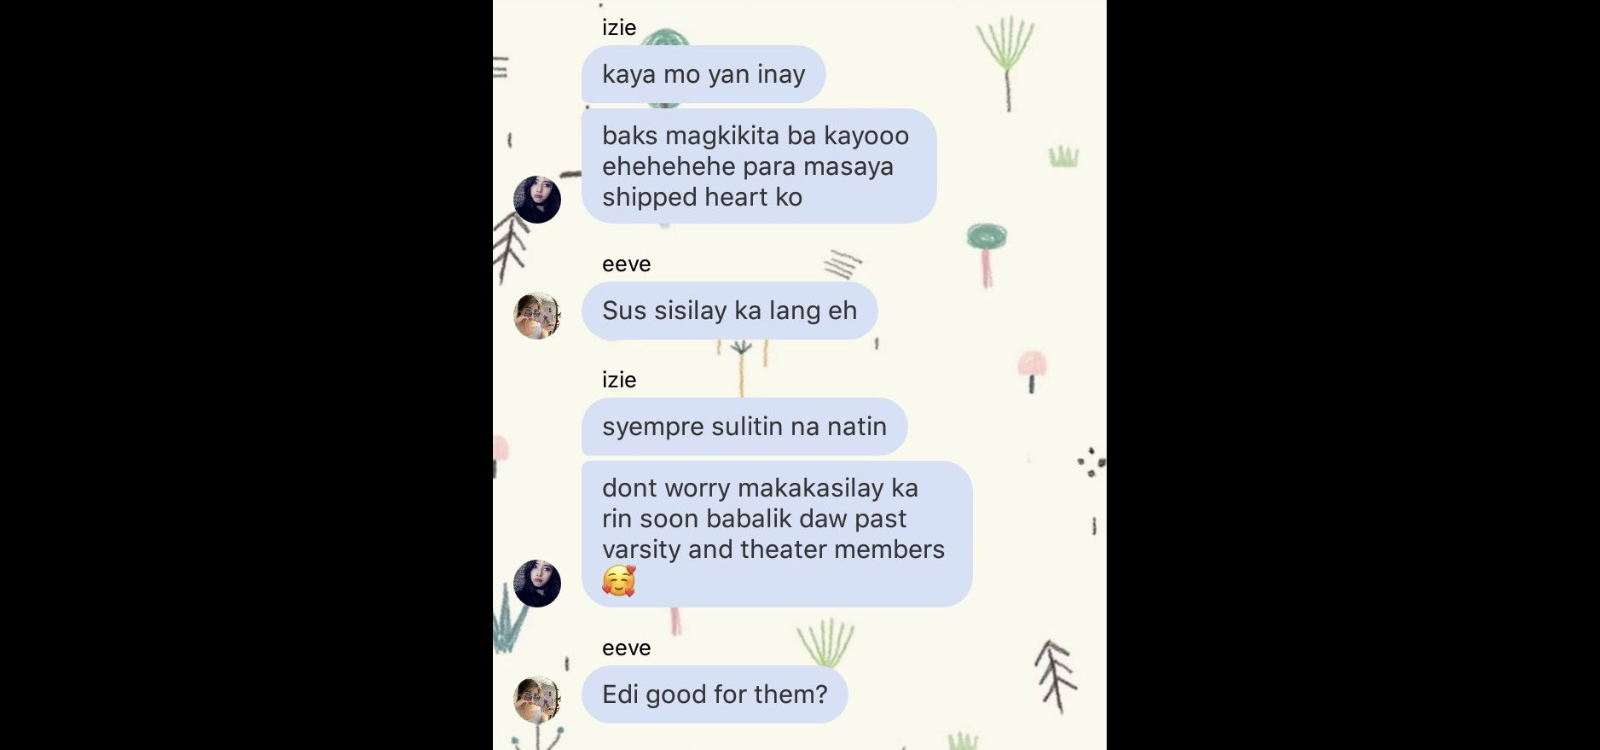 izie
kaya mo yan inay
baks magkikita ba kayooo
ehehehehe para masaya
shipped heart ko
eeve
Sus sisilay ka lang eh
izie
syempre sulitin na natin
dont worry makakasilay ka
rin soon babalik daw past
varsity and theater members
🥰
eeve
Edi good for them?